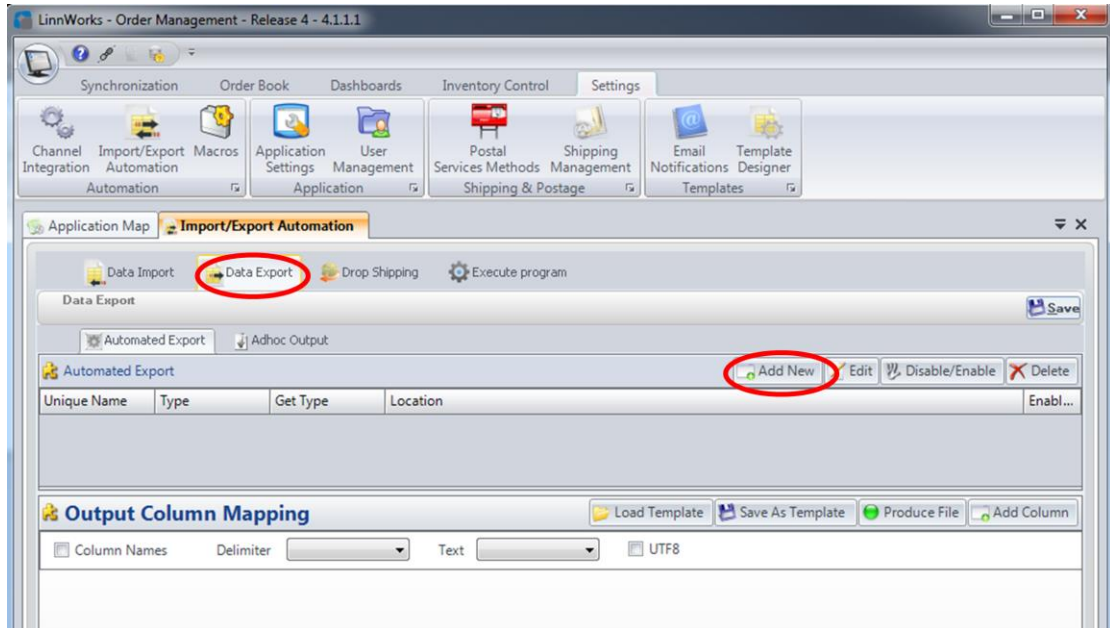 LinnWorks - Order Management - Release 4 - 4.1.1.1
Synchronization Order Book Dashboards Inventory Control Settings
Channel Integration Import/Export Automation Macros Application Settings User Management Postal Services Methods Shipping Management Email Notifications Template Designer
Automation Application Shipping & Postage Templates
Application Map Import/Export Automation
Data Import Data Export Drop Shipping Execute program
Data Export Save
Automated Export Adhoc Output
Automated Export Add New Edit Disable/Enable Delete
Unique Name Type Get Type Location Enabl...
Output Column Mapping Load Template Save As Template Produce File Add Column
Column Names Delimiter Text UTF8